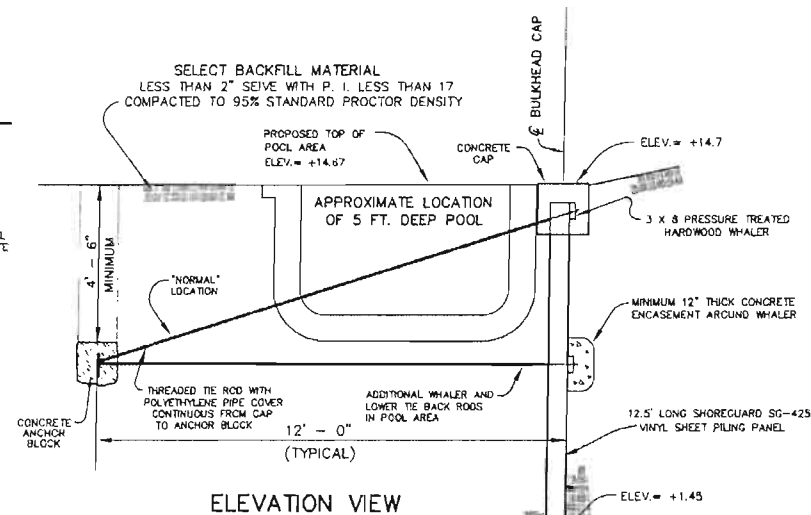 SELECT BACKFILL MATERIAL
LESS THAN 2" SEIVE WITH P. I. LESS THAN 17
COMPACTED TO 95% STANDARD PROCTOR DENSITY
℄ BULKHEAD CAP
PROPOSED TOP OF
POOL AREA
ELEV.= +14.67
CONCRETE
CAP
ELEV.= +14.7
APPROXIMATE LOCATION
OF 5 FT. DEEP POOL
3 X 8 PRESSURE TREATED
HARDWOOD WHALER
4' - 6"
MINIMUM
"NORMAL"
LOCATION
MINIMUM 12" THICK CONCRETE
ENCASEMENT AROUND WHALER
THREADED TIE ROD WITH
POLYETHYLENE PIPE COVER
CONTINUOUS FROM CAP
TO ANCHOR BLOCK
ADDITIONAL WHALER AND
LOWER TIE BACK RODS
IN POOL AREA
CONCRETE
ANCHOR
BLOCK
12' - 0"
(TYPICAL)
12.5' LONG SHOREGUARD SG-425
VINYL SHEET PILING PANEL
ELEVATION VIEW
ELEV.= +1.45